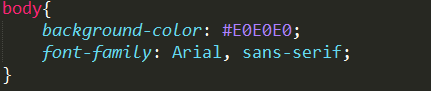 body{
    background-color: #E0E0E0;
    font-family: Arial, sans-serif;
}